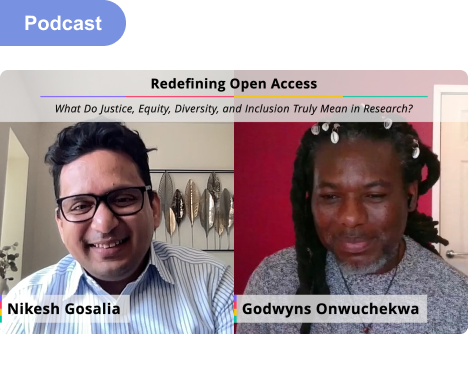 Podcast
Redefining Open Access
What Do Justice, Equity, Diversity, and Inclusion Truly Mean in Research?
Nikesh Gosalia
Godwyns Onwuchekwa